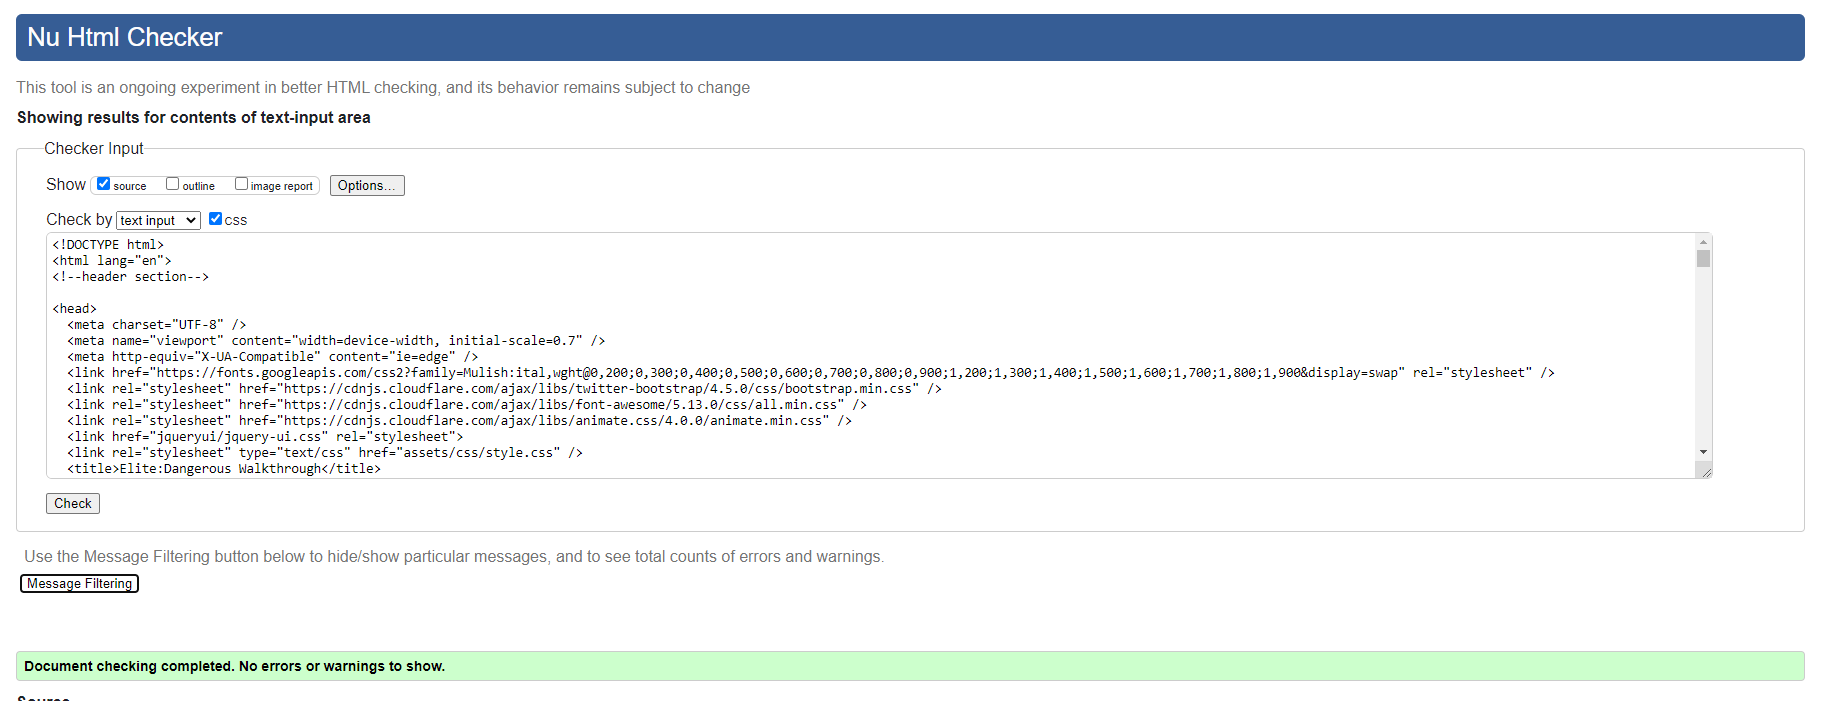 Nu Html Checker
This tool is an ongoing experiment in better HTML checking, and its behavior remains subject to change
Showing results for contents of text-input area
Checker Input
Show source outline image report Options...
Check by text input css
<!DOCTYPE html>
<html lang="en">
<!--header section-->
<head>
<meta charset="UTF-8" />
<meta name="viewport" content="width=device-width, initial-scale=0.7" />
<meta http-equiv="X-UA-Compatible" content="ie=edge" />
<link href="https://fonts.googleapis.com/css2?family=Mulish:ital,wght@0,200;0,300;0,400;0,500;0,600;0,700;0,800;0,900;1,200;1,300;1,400;1,500;1,600;1,700;1,800;1,900&display=swap" rel="stylesheet" />
<link rel="stylesheet" href="https://cdnjs.cloudflare.com/ajax/libs/twitter-bootstrap/4.5.0/css/bootstrap.min.css" />
<link rel="stylesheet" href="https://cdnjs.cloudflare.com/ajax/libs/font-awesome/5.13.0/css/all.min.css" />
<link rel="stylesheet" href="https://cdnjs.cloudflare.com/ajax/libs/animate.css/4.0.0/animate.min.css" />
<link href="jqueryui/jquery-ui.css" rel="stylesheet">
<link rel="stylesheet" type="text/css" href="assets/css/style.css" />
<title>Elite:Dangerous Walkthrough</title>
Check
Use the Message Filtering button below to hide/show particular messages, and to see total counts of errors and warnings.
Message Filtering
Document checking completed. No errors or warnings to show.
Source